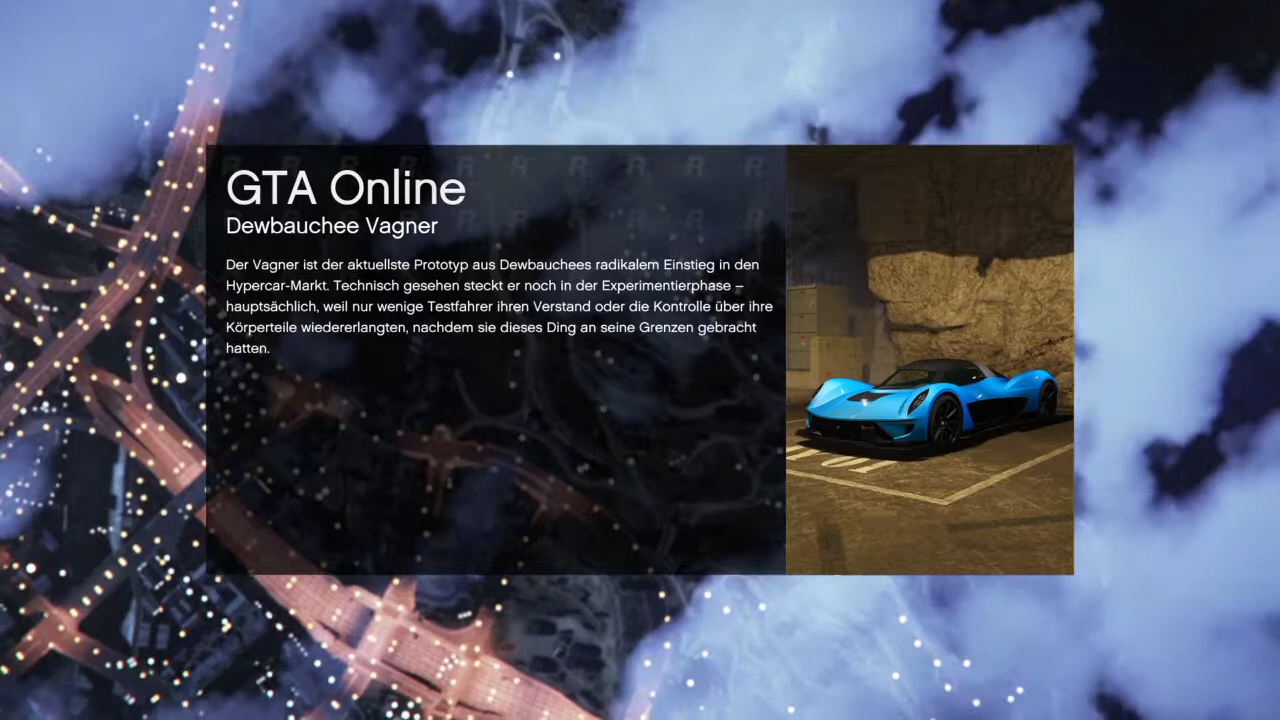 GTA Online
Dewbauchee Vagner
Der Vagner ist der aktuellste Prototyp aus Dewbauchees radikalem Einstieg in den
Hypercar-Markt. Technisch gesehen steckt er noch in der Experimentierphase –
hauptsächlich, weil nur wenige Testfahrer ihren Verstand oder die Kontrolle über ihre
Körperteile wiedererlangten, nachdem sie dieses Ding an seine Grenzen gebracht
hatten.